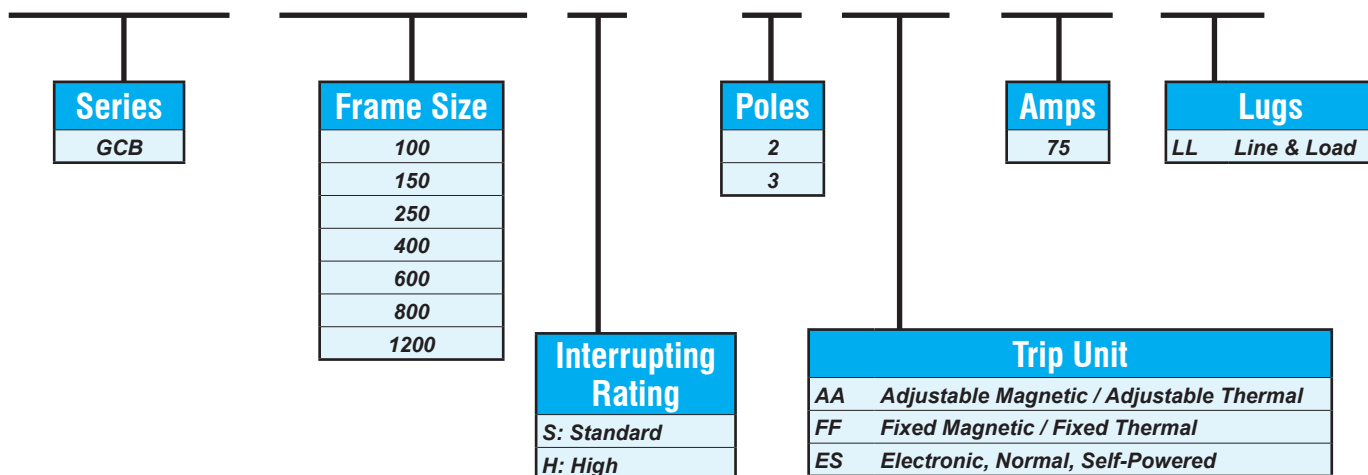 Series
GCB
Frame Size
100
150
250
400
600
800
1200
Interrupting
Rating
S: Standard
H: High
Poles
2
3
Trip Unit
AA Adjustable Magnetic / Adjustable Thermal
FF Fixed Magnetic / Fixed Thermal
ES Electronic, Normal, Self-Powered
Amps
75
Lugs
LL Line & Load